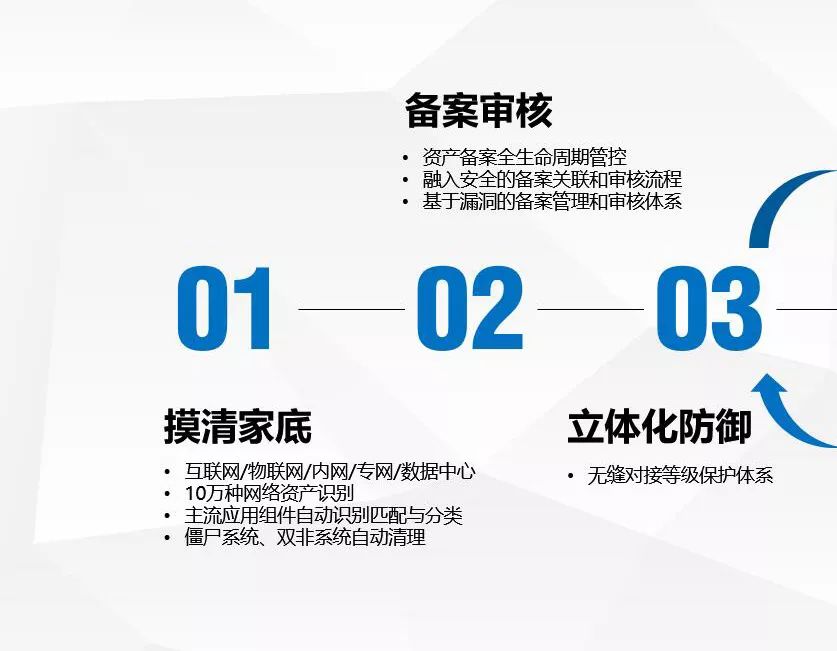 备案审核
• 资产备案全生命周期管控
• 融入安全的备案关联和审核流程
• 基于漏洞的备案管理和审核体系
01
02
03
摸清家底
• 互联网/物联网/内网/专网/数据中心
• 10万种网络资产识别
• 主流应用组件自动识别匹配与分类
• 僵尸系统、双非系统自动清理
立体化防御
• 无缝对接等级保护体系